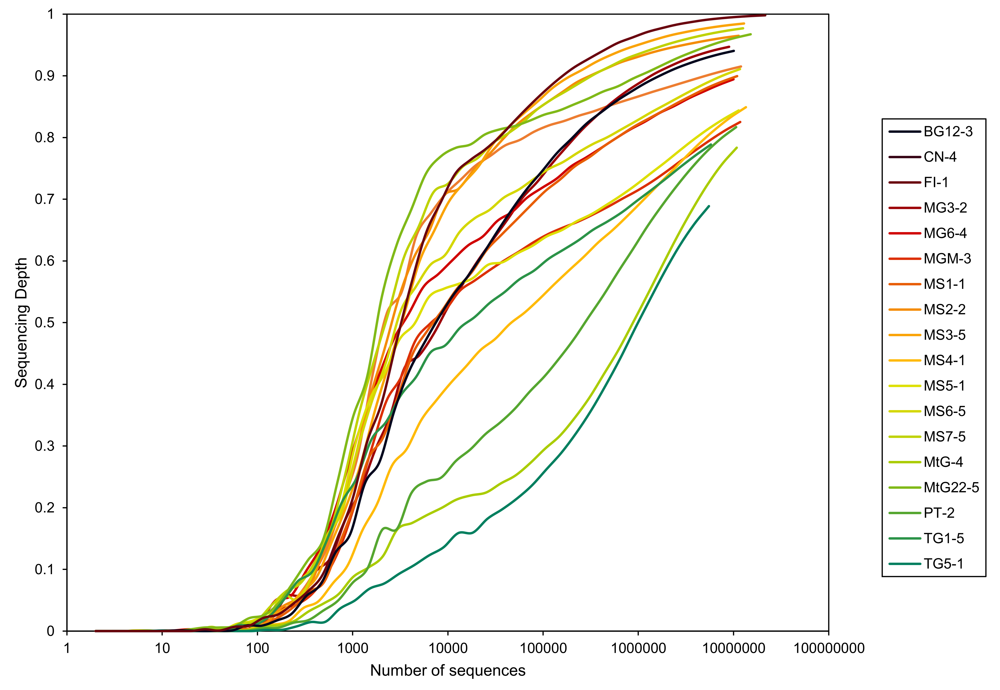 1
0.9
0.8
0.7
0.6
0.5
0.4
0.3
0.2
0.1
0
Sequencing Depth
1
10
100
1000
10000
100000
1000000
10000000
100000000
Number of sequences
BG12-3
CN-4
FI-1
MG3-2
MG6-4
MGM-3
MS1-1
MS2-2
MS3-5
MS4-1
MS5-1
MS6-5
MS7-5
MtG-4
MtG22-5
PT-2
TG1-5
TG5-1